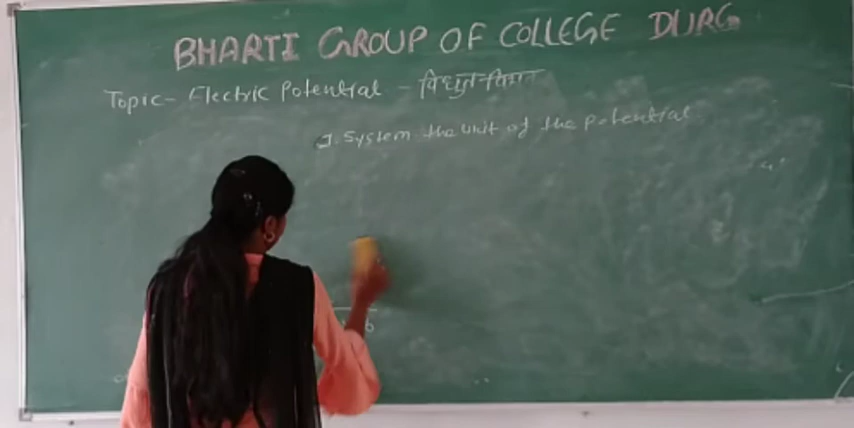 BHARTI GROUP OF COLLEGE DURG
Topic - Electric Potential - विद्युत विभव
I. System the unit of the potential